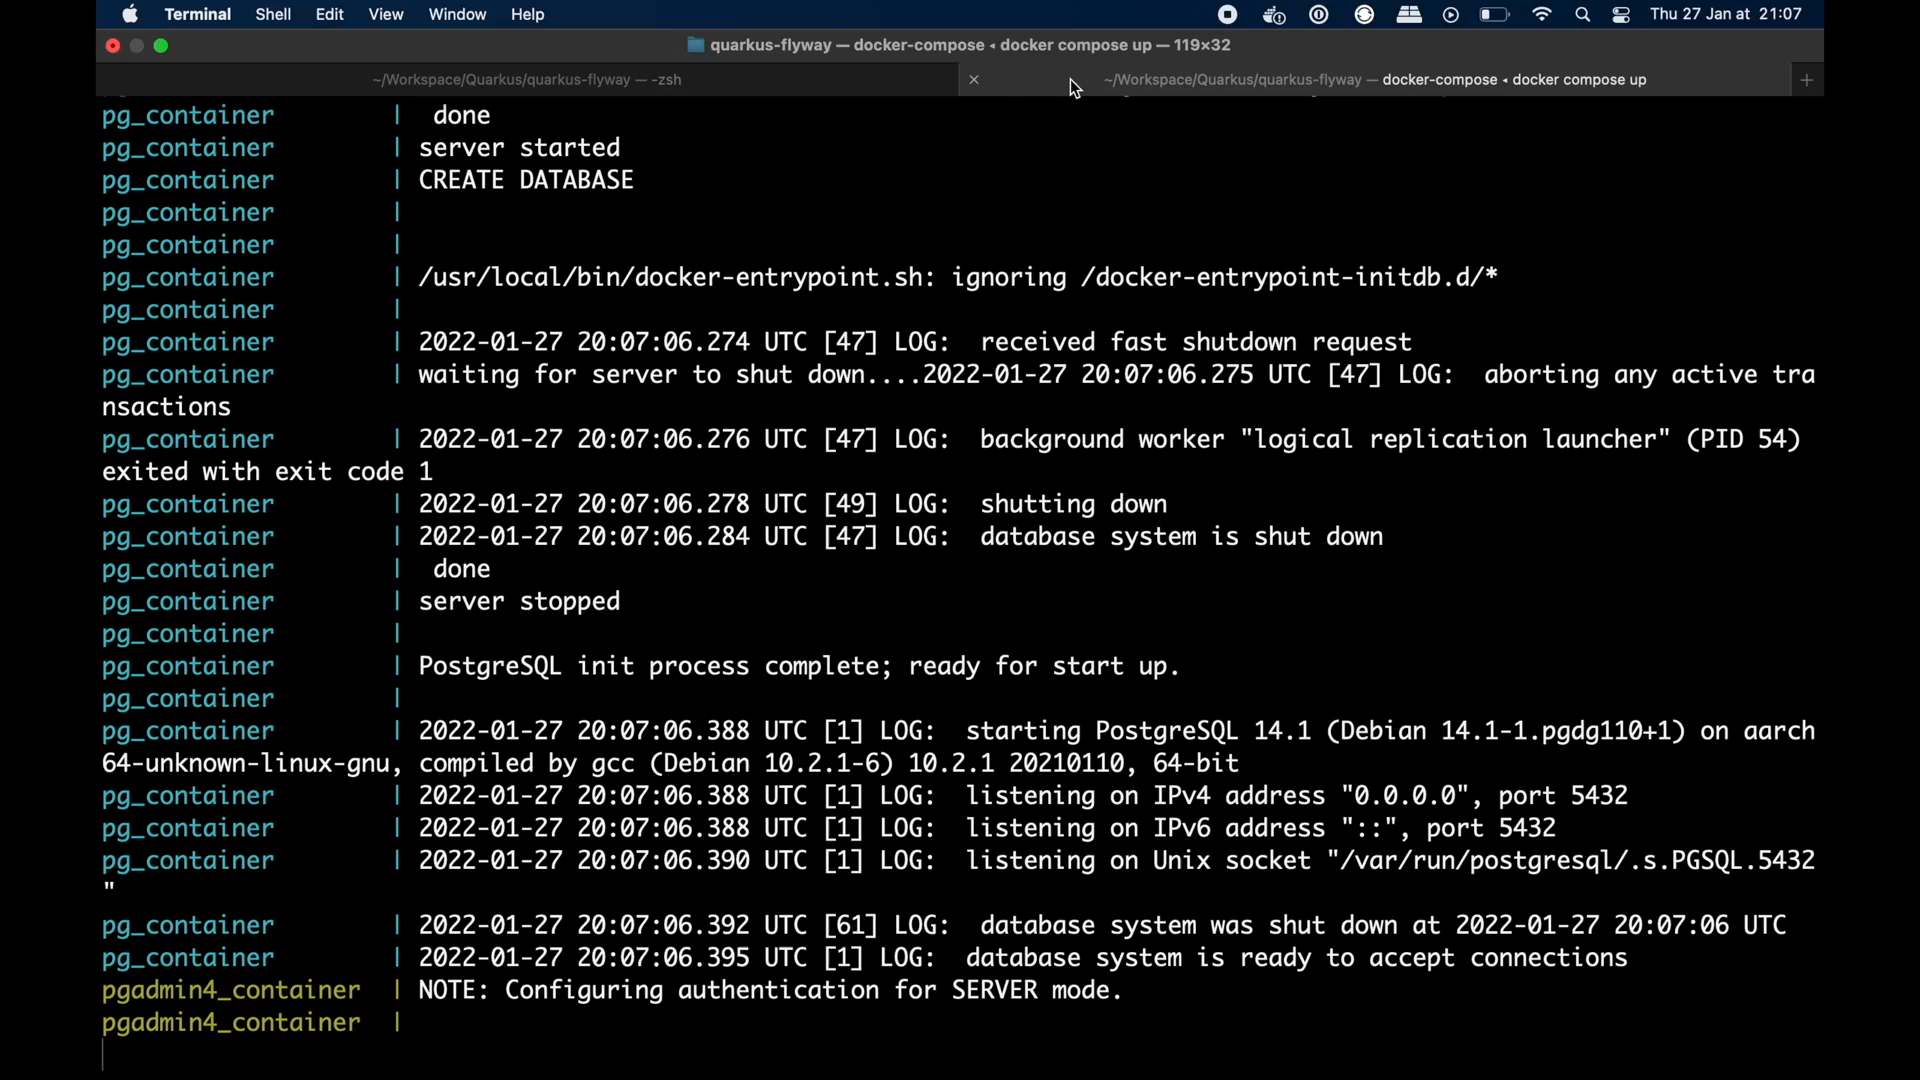 Terminal Shell Edit View Window Help Thu 27 Jan at 21:07
quarkus-flyway — docker-compose ◂ docker compose up — 119×32
~/Workspace/Quarkus/quarkus-flyway — -zsh
~/Workspace/Quarkus/quarkus-flyway — docker-compose ◂ docker compose up
pg_container | done
pg_container | server started
pg_container | CREATE DATABASE
pg_container |
pg_container |
pg_container | /usr/local/bin/docker-entrypoint.sh: ignoring /docker-entrypoint-initdb.d/*
pg_container |
pg_container | 2022-01-27 20:07:06.274 UTC [47] LOG: received fast shutdown request
pg_container | waiting for server to shut down....2022-01-27 20:07:06.275 UTC [47] LOG: aborting any active tra
nsactions
pg_container | 2022-01-27 20:07:06.276 UTC [47] LOG: background worker "logical replication launcher" (PID 54)
exited with exit code 1
pg_container | 2022-01-27 20:07:06.278 UTC [49] LOG: shutting down
pg_container | 2022-01-27 20:07:06.284 UTC [47] LOG: database system is shut down
pg_container | done
pg_container | server stopped
pg_container |
pg_container | PostgreSQL init process complete; ready for start up.
pg_container |
pg_container | 2022-01-27 20:07:06.388 UTC [1] LOG: starting PostgreSQL 14.1 (Debian 14.1-1.pgdg110+1) on aarch
64-unknown-linux-gnu, compiled by gcc (Debian 10.2.1-6) 10.2.1 20210110, 64-bit
pg_container | 2022-01-27 20:07:06.388 UTC [1] LOG: listening on IPv4 address "0.0.0.0", port 5432
pg_container | 2022-01-27 20:07:06.388 UTC [1] LOG: listening on IPv6 address "::", port 5432
pg_container | 2022-01-27 20:07:06.390 UTC [1] LOG: listening on Unix socket "/var/run/postgresql/.s.PGSQL.5432
"
pg_container | 2022-01-27 20:07:06.392 UTC [61] LOG: database system was shut down at 2022-01-27 20:07:06 UTC
pg_container | 2022-01-27 20:07:06.395 UTC [1] LOG: database system is ready to accept connections
pgadmin4_container | NOTE: Configuring authentication for SERVER mode.
pgadmin4_container |